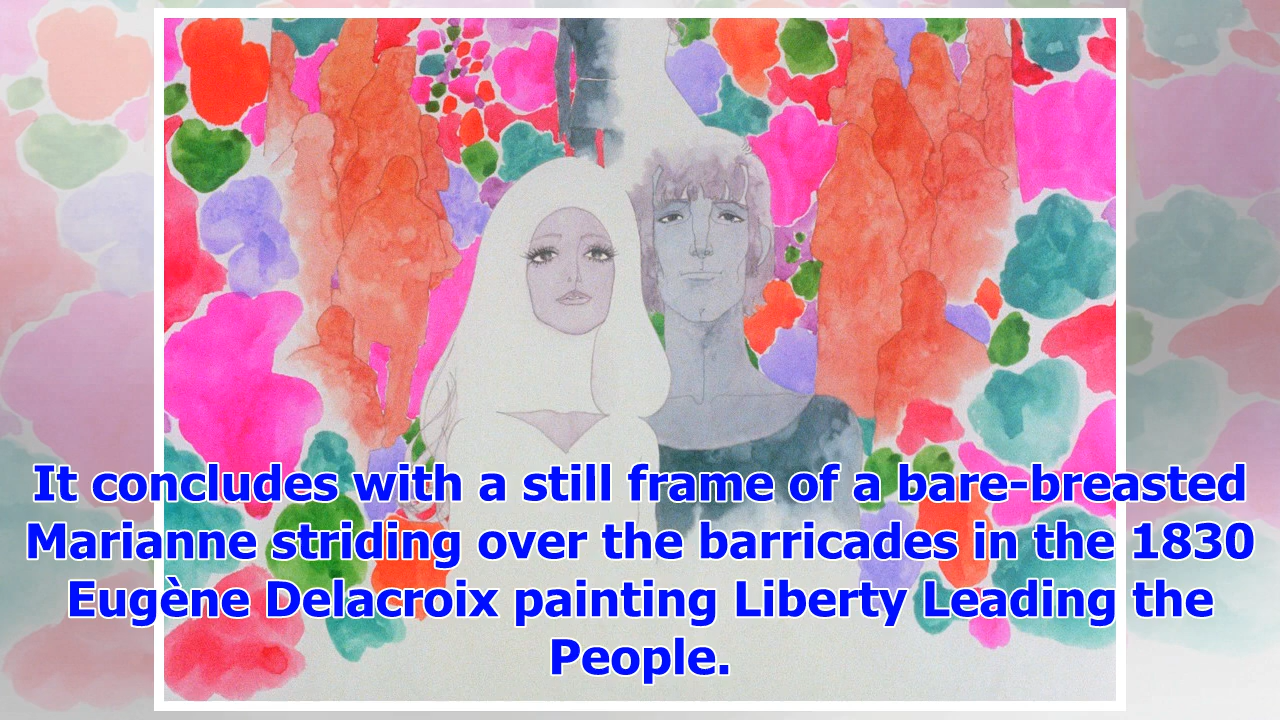 It concludes with a still frame of a bare-breasted
Marianne striding over the barricades in the 1830
Eugène Delacroix painting Liberty Leading the
People.